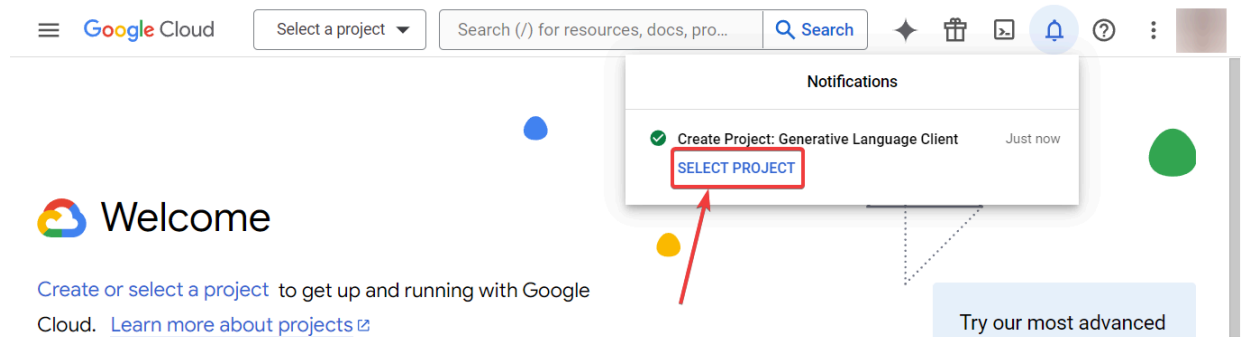 Google Cloud Select a project Search (/) for resources, docs, pro... Search
Notifications
Create Project: Generative Language Client Just now
SELECT PROJECT
Welcome
Create or select a project to get up and running with Google
Cloud. Learn more about projects
Try our most advanced